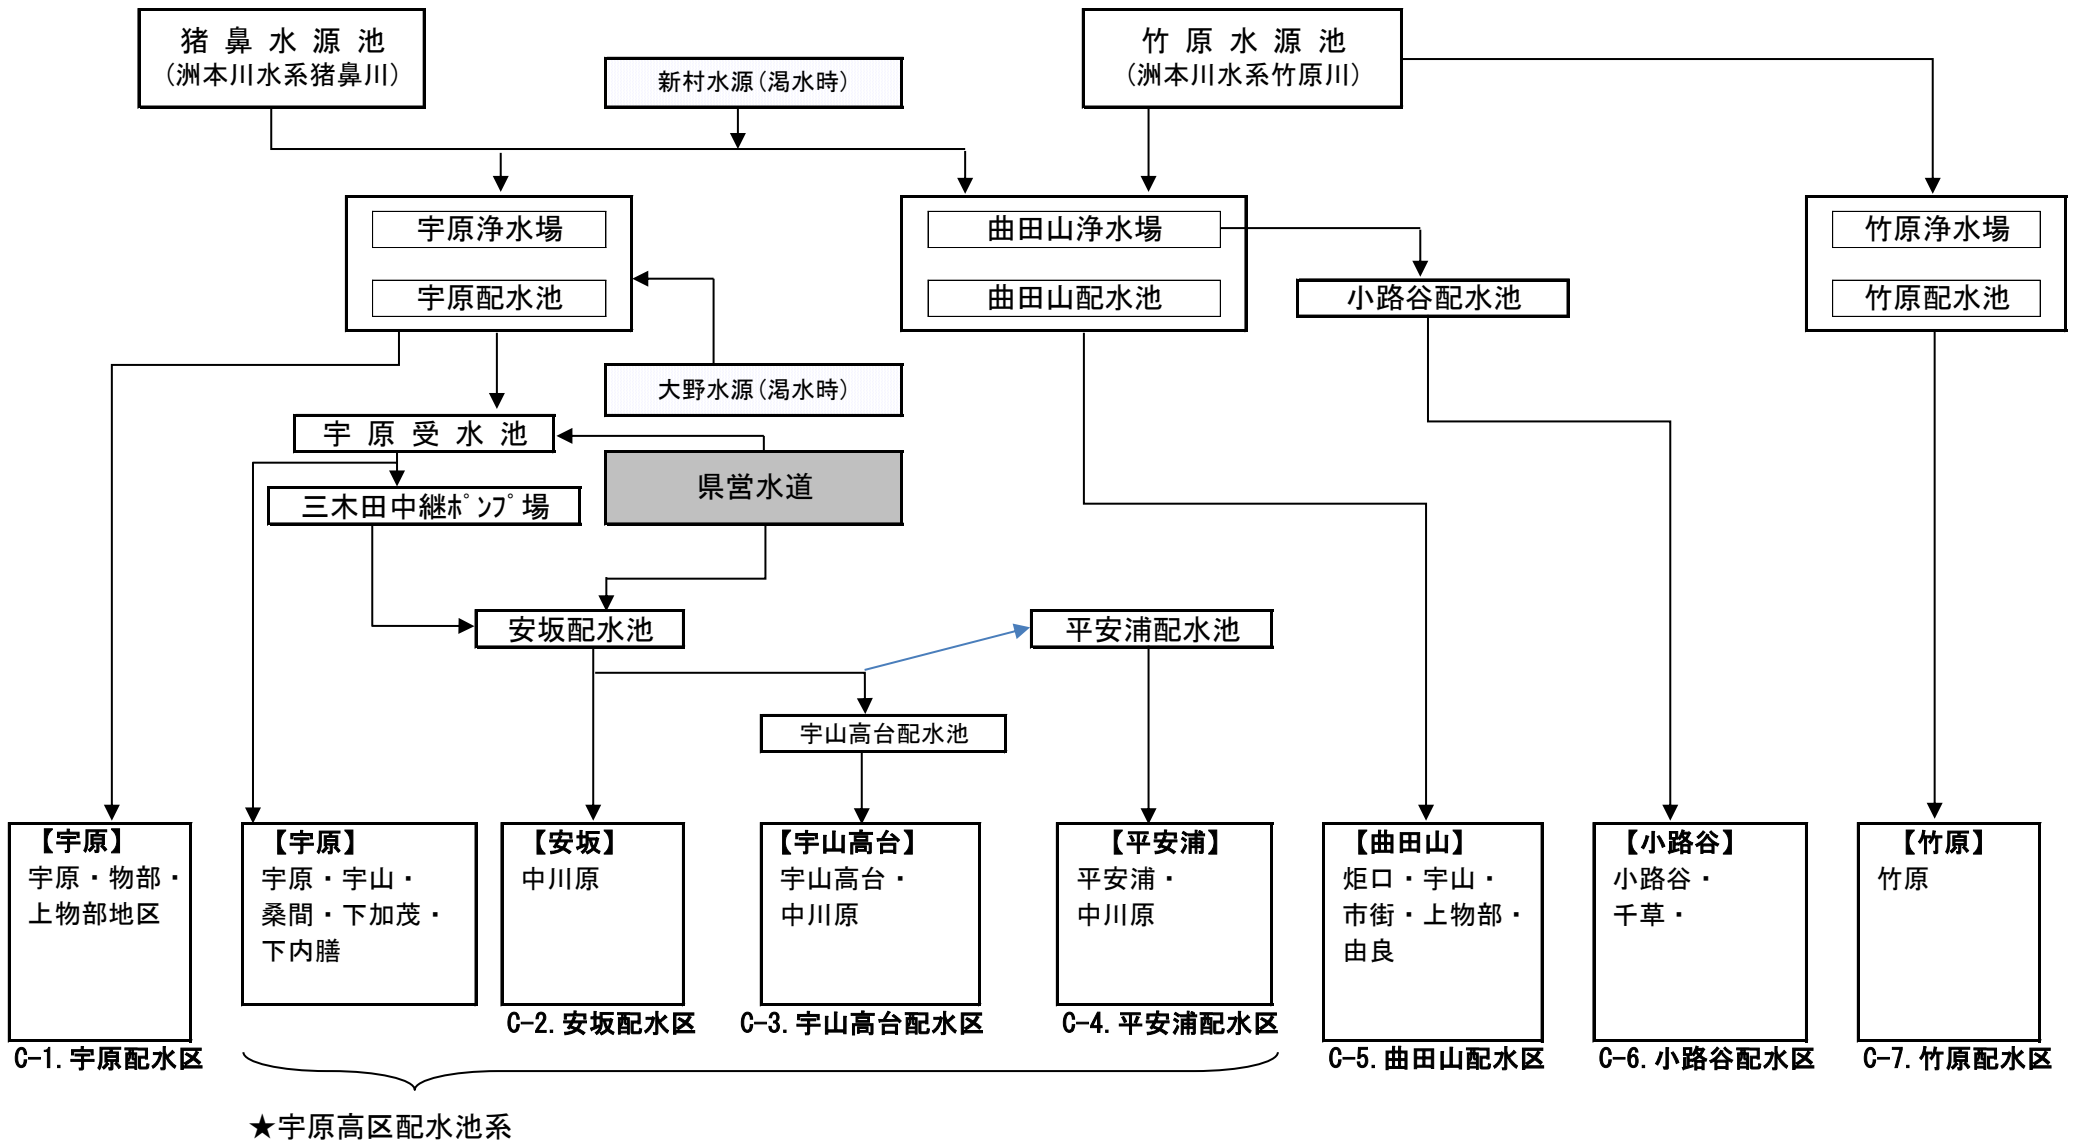 猪鼻水源池
(洲本川水系猪鼻川)
新村水源(渇水時)
竹原水源池
(洲本川水系竹原川)
宇原浄水場
宇原配水池
曲田山浄水場
曲田山配水池
小路谷配水池
竹原浄水場
竹原配水池
大野水源(渇水時)
宇原受水池
県営水道
三木田中継ﾎﾟﾝﾌﾟ場
安坂配水池
平安浦配水池
宇山高台配水池
【宇原】
宇原・物部・
上物部地区
C-1.宇原配水区
【宇原】
宇原・宇山・
桑間・下加茂・
下内膳
【安坂】
中川原
C-2.安坂配水区
【宇山高台】
宇山高台・
中川原
C-3.宇山高台配水区
【平安浦】
平安浦・
中川原
C-4.平安浦配水区
【曲田山】
炬口・宇山・
市街・上物部・
由良
C-5.曲田山配水区
【小路谷】
小路谷・
千草・
C-6.小路谷配水区
【竹原】
竹原
C-7.竹原配水区
★宇原高区配水池系